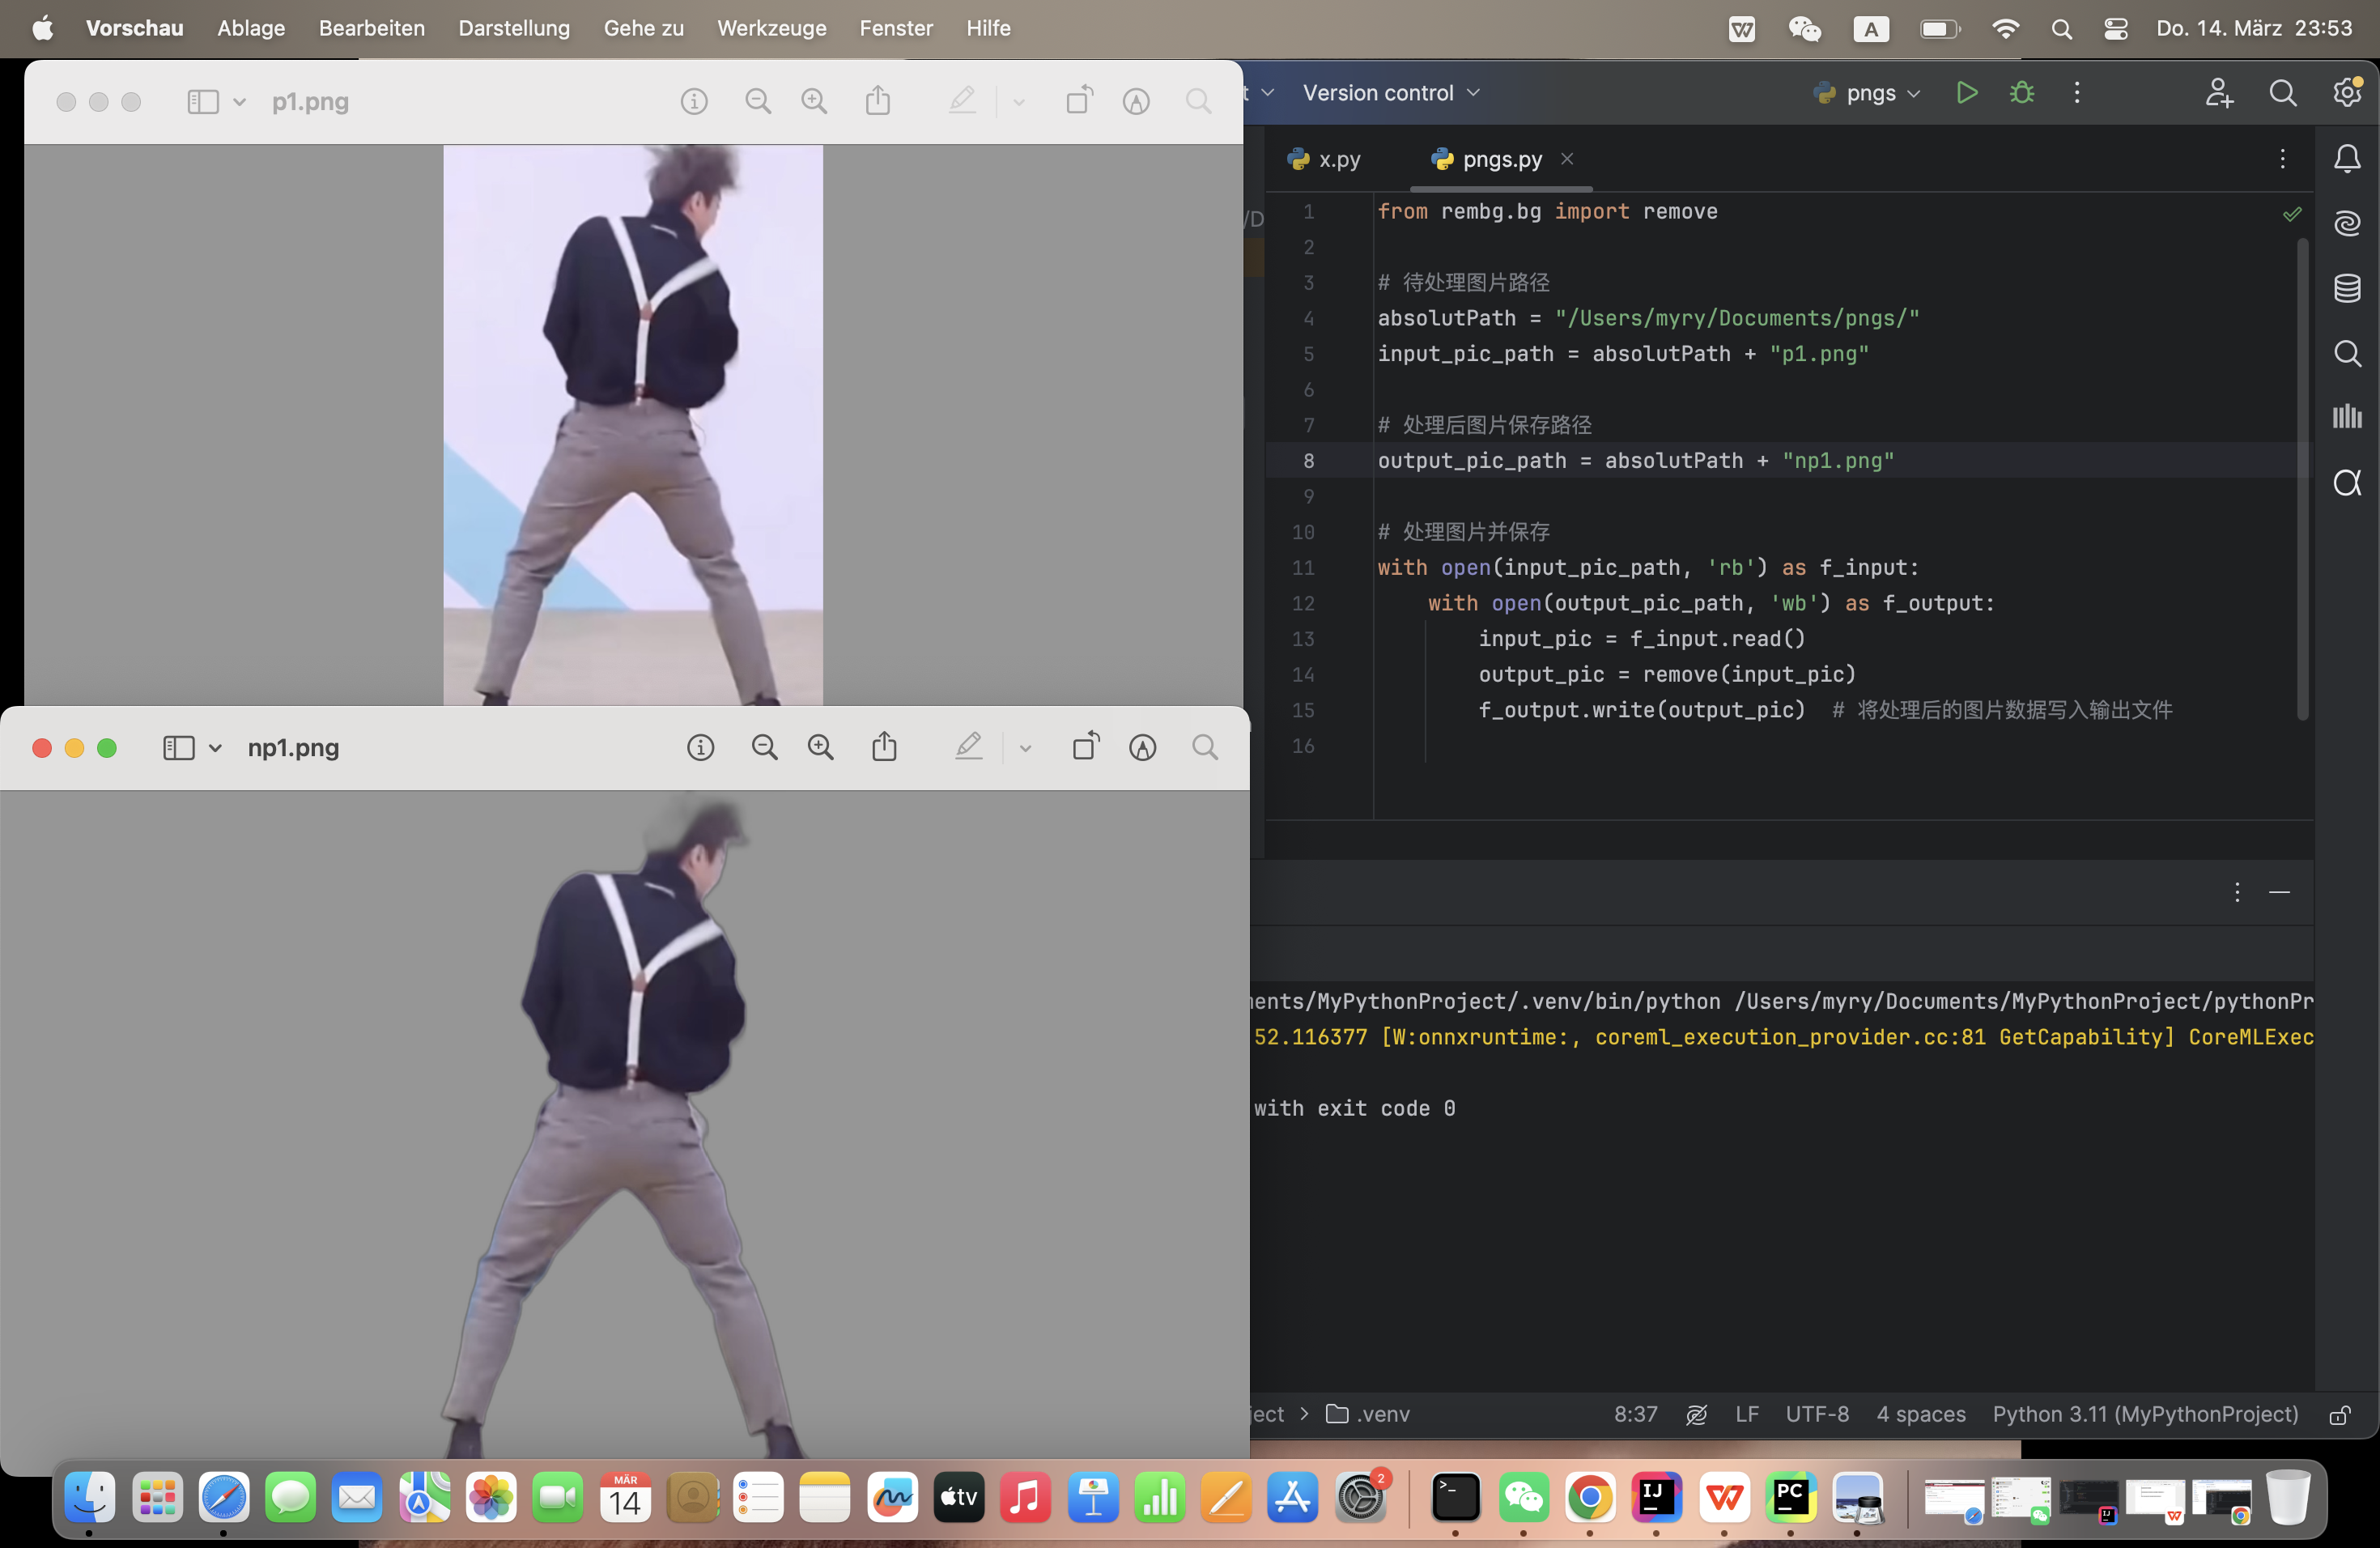 Vorschau Ablage Bearbeiten Darstellung Gehe zu Werkzeuge Fenster Hilfe
A Do. 14. März 23:53
p1.png
t Version control pngs
x.py pngs.py
/D
1 from rembg.bg import remove
2
3 # 待处理图片路径
4 absolutPath = "/Users/myry/Documents/pngs/"
5 input_pic_path = absolutPath + "p1.png"
6
7 # 处理后图片保存路径
8 output_pic_path = absolutPath + "np1.png"
9
10 # 处理图片并保存
11 with open(input_pic_path, 'rb') as f_input:
12 with open(output_pic_path, 'wb') as f_output:
13 input_pic = f_input.read()
14 output_pic = remove(input_pic)
15 f_output.write(output_pic) # 将处理后的图片数据写入输出文件
16
np1.png
ents/MyPythonProject/.venv/bin/python /Users/myry/Documents/MyPythonProject/pythonPr
52.116377 [W:onnxruntime:, coreml_execution_provider.cc:81 GetCapability] CoreMLExec
with exit code 0
ject > .venv 8:37 LF UTF-8 4 spaces Python 3.11 (MyPythonProject)
MÄR
14
tv
2
>_
IJ
W
PC